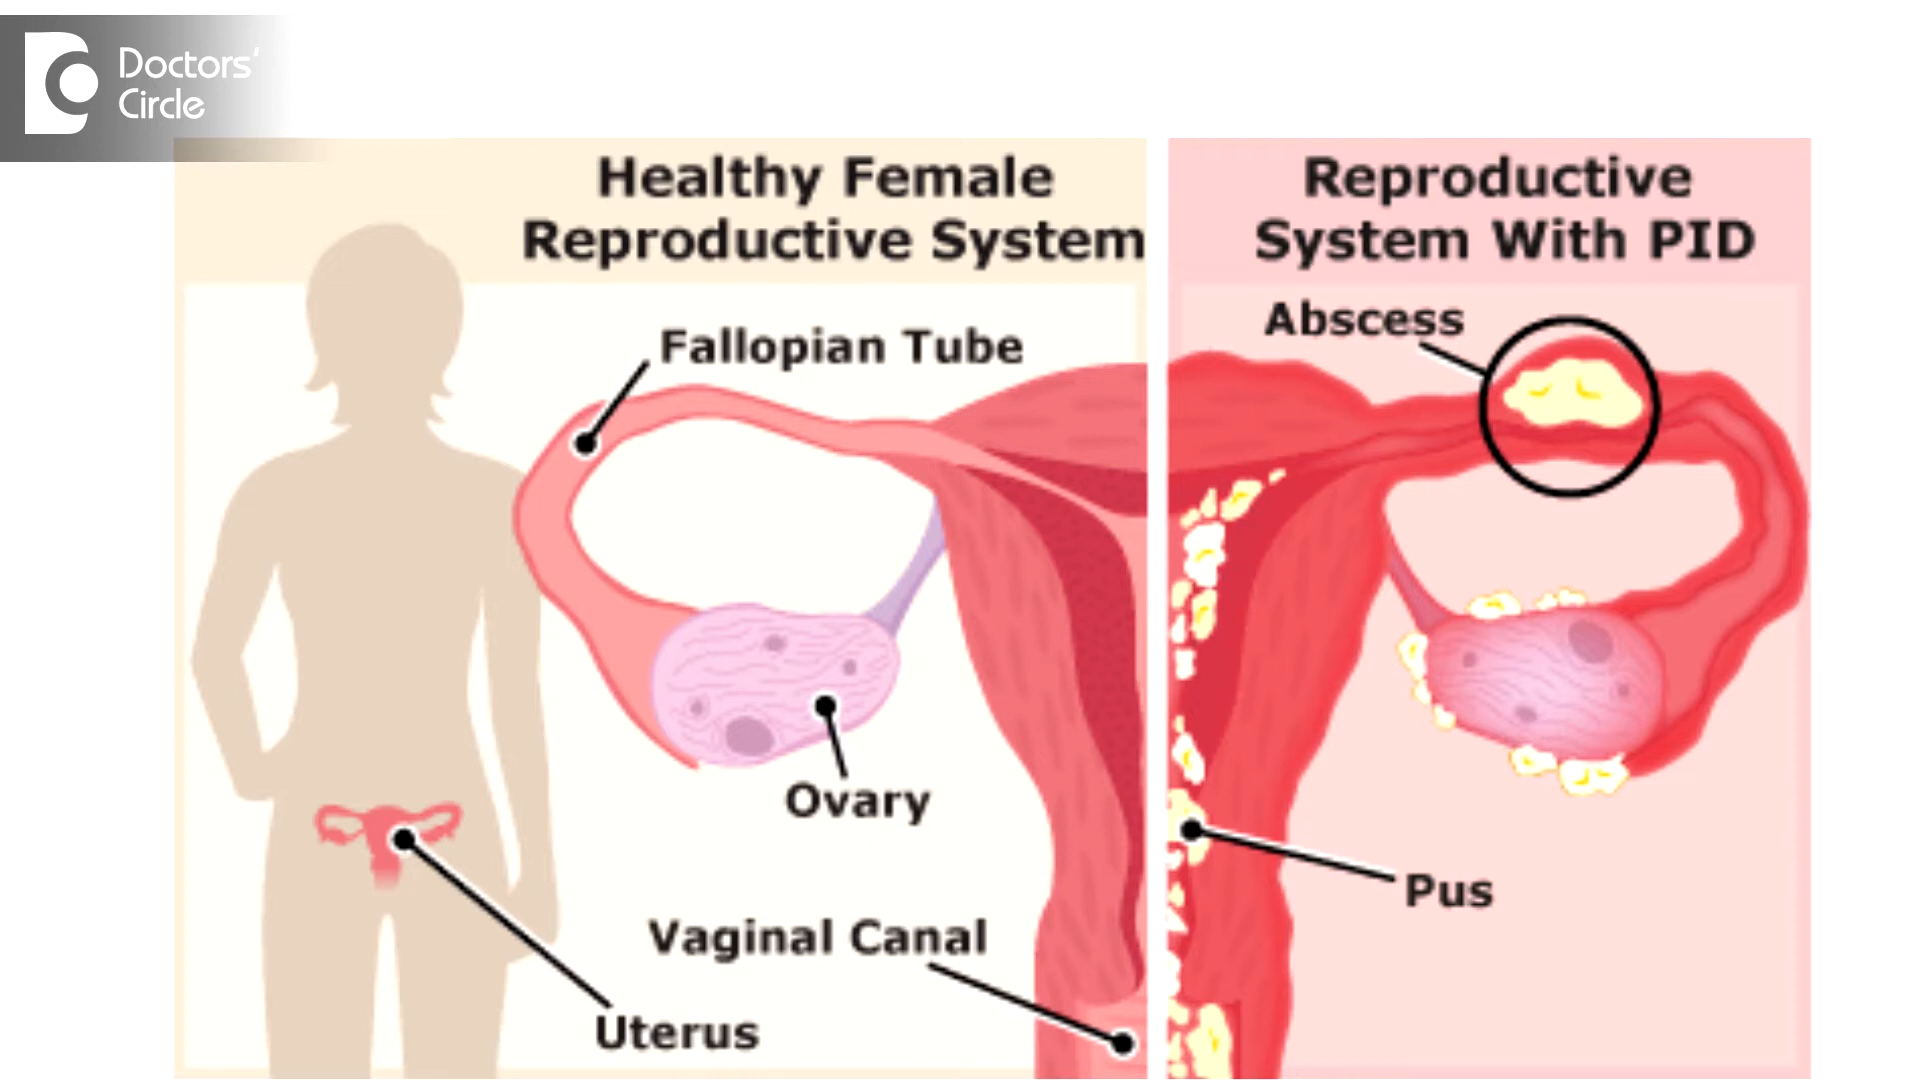 Doctors'
Circle
Healthy Female
Reproductive System
Fallopian Tube
Ovary
Vaginal Canal
Uterus
Reproductive
System With PID
Abscess
Pus